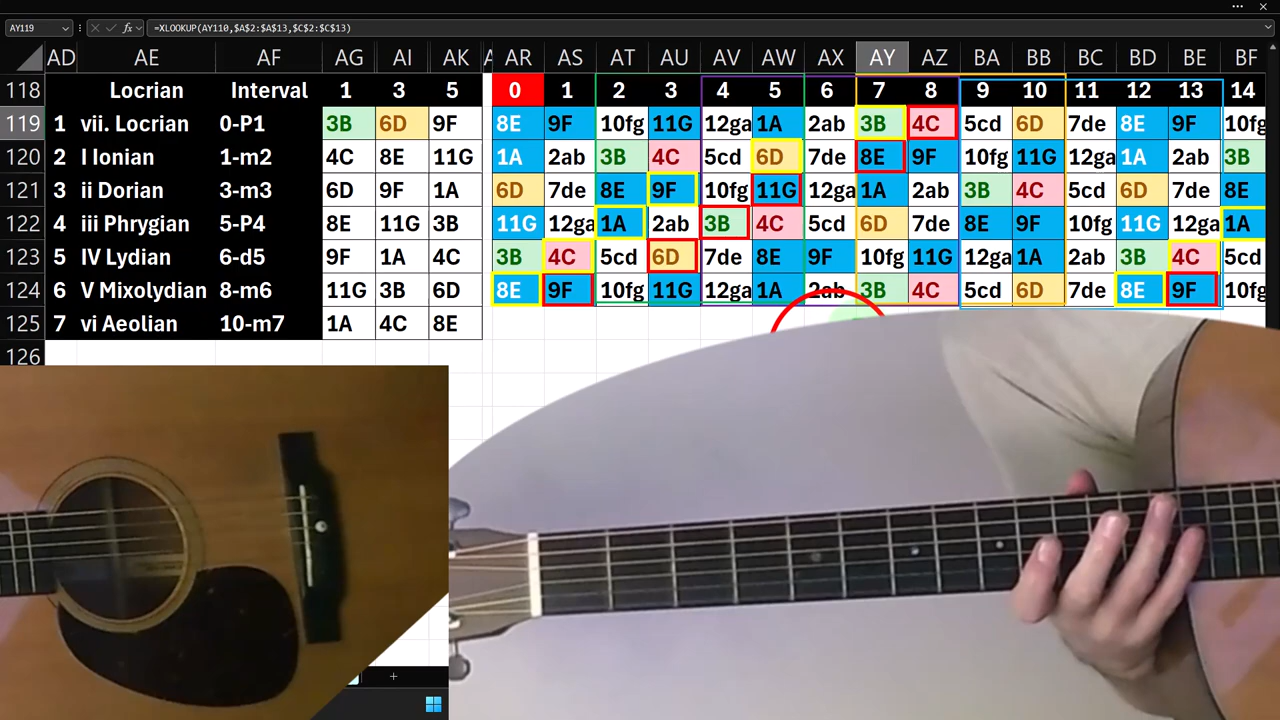 AY119 fx =XLOOKUP(AY110,$A$2:$A$13,$C$2:$C$13)
AD AE AF AG AI AK AR AS AT AU AV AW AX AY AZ BA BB BC BD BE BF
118 Locrian Interval 1 3 5 0 1 2 3 4 5 6 7 8 9 10 11 12 13 14
119 1 vii. Locrian 0-P1 3B 6D 9F 8E 9F 10fg 11G 12ga 1A 2ab 3B 4C 5cd 6D 7de 8E 9F 10fg
120 2 I Ionian 1-m2 4C 8E 11G 1A 2ab 3B 4C 5cd 6D 7de 8E 9F 10fg 11G 12ga 1A 2ab 3B
121 3 ii Dorian 3-m3 6D 9F 1A 6D 7de 8E 9F 10fg 11G 12ga 1A 2ab 3B 4C 5cd 6D 7de 8E
122 4 iii Phrygian 5-P4 8E 11G 3B 11G 12ga 1A 2ab 3B 4C 5cd 6D 7de 8E 9F 10fg 11G 12ga 1A
123 5 IV Lydian 6-d5 9F 1A 4C 3B 4C 5cd 6D 7de 8E 9F 10fg 11G 12ga 1A 2ab 3B 4C 5cd
124 6 V Mixolydian 8-m6 11G 3B 6D 8E 9F 10fg 11G 12ga 1A 2ab 3B 4C 5cd 6D 7de 8E 9F 10fg
125 7 vi Aeolian 10-m7 1A 4C 8E
126